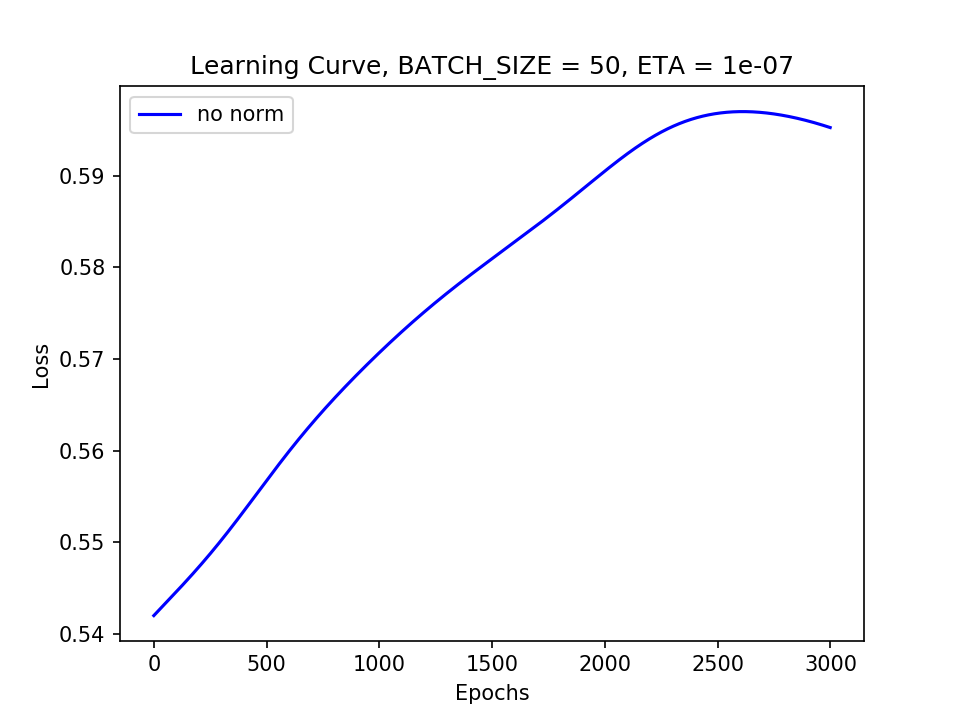 Learning Curve, BATCH_SIZE = 50, ETA = 1e-07
no norm
0.59
0.58
0.57
0.56
0.55
0.54
Loss
0 500 1000 1500 2000 2500 3000
Epochs